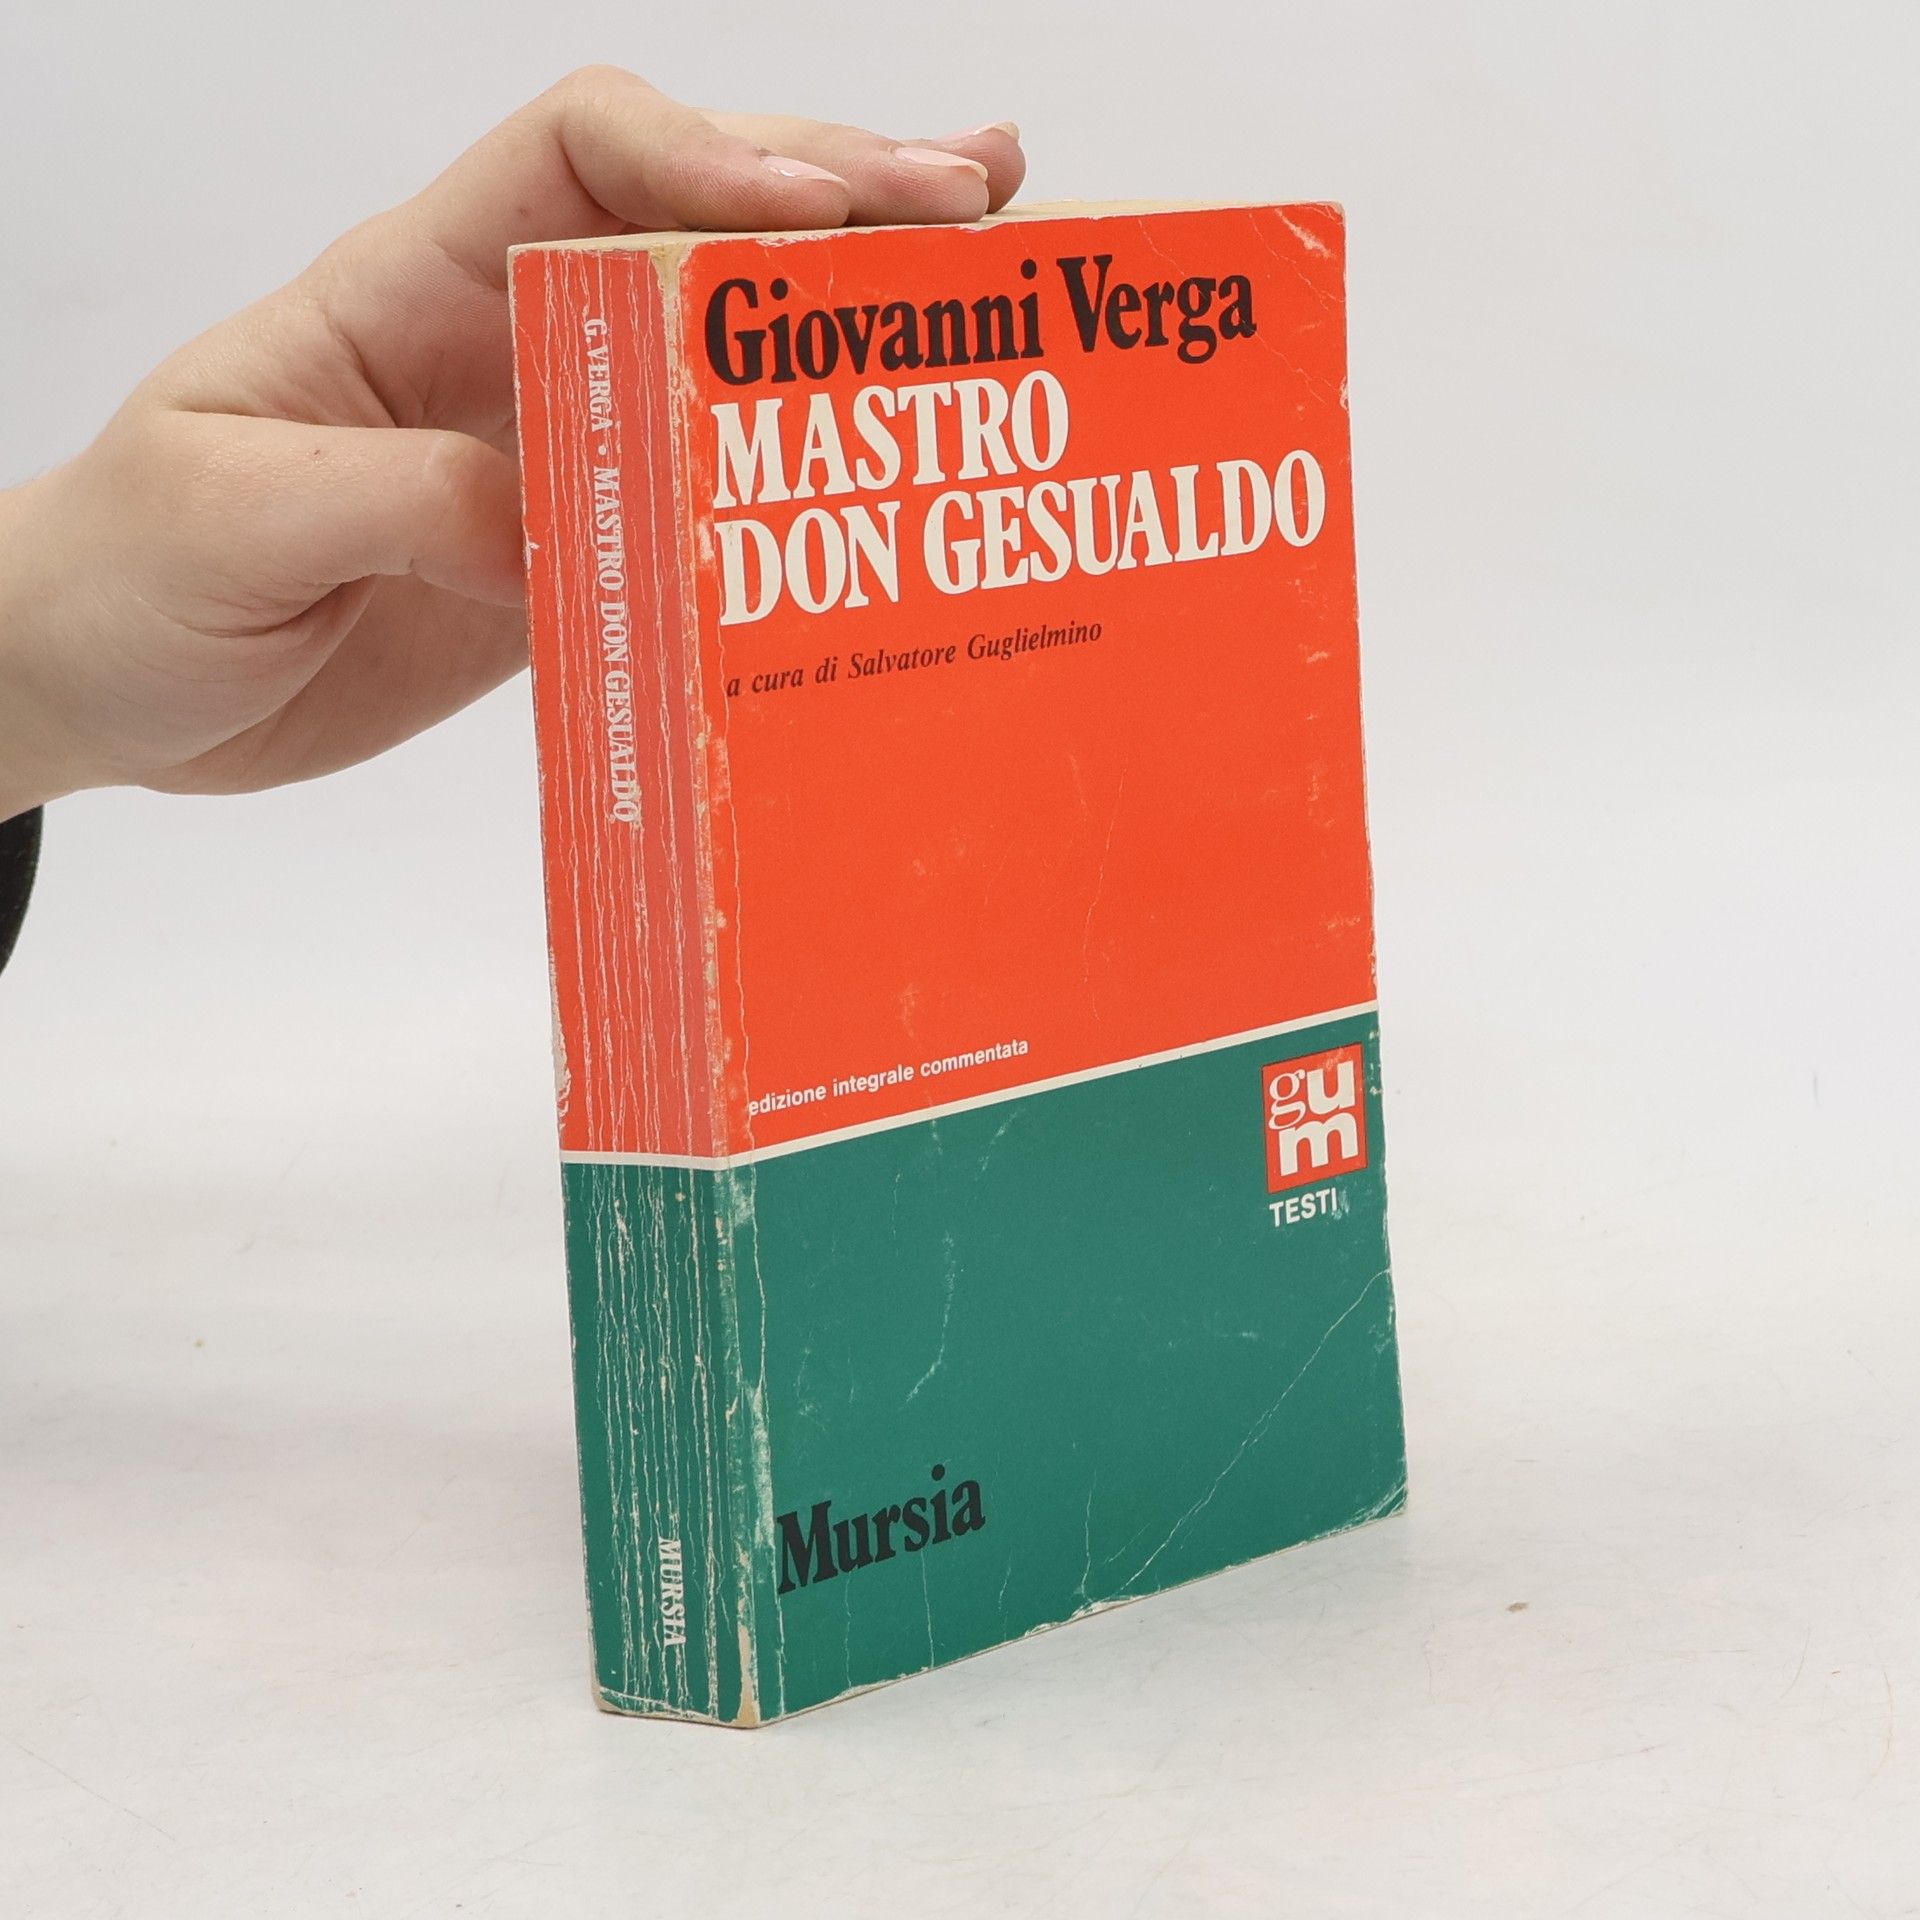 Giovanni Verga
MASTRO
DON GESUALDO
a cura di Salvatore Guglielmino
edizione integrale commentata
gu
m
TESTI
Mursia
G. VERGA • MASTRO DON GESUALDO
MURSIA